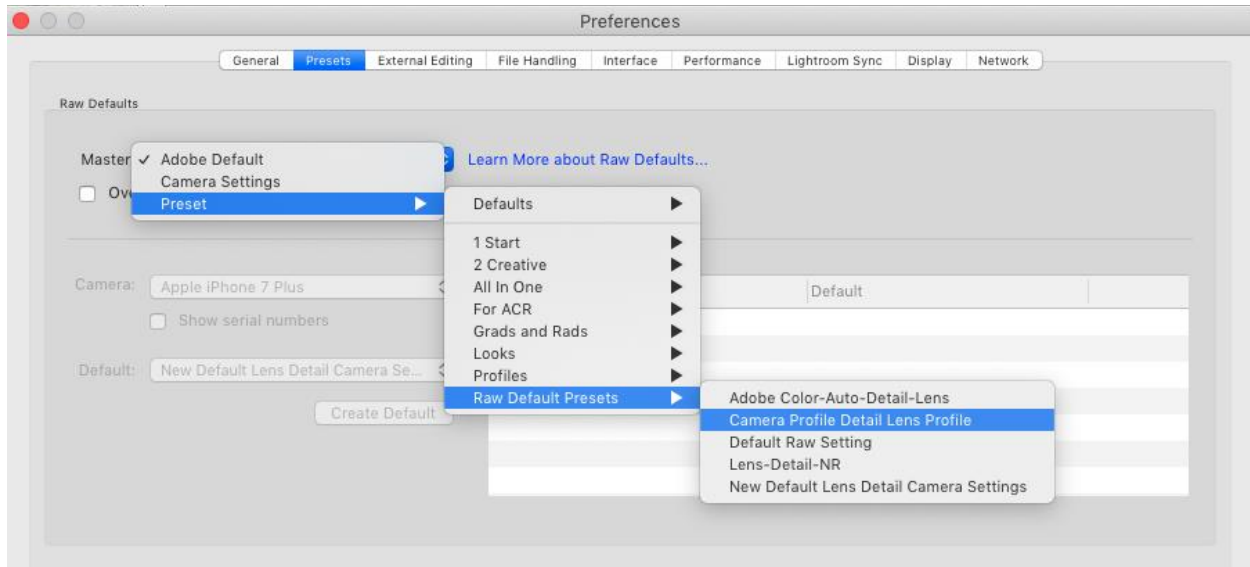 Preferences
General Presets External Editing File Handling Interface Performance Lightroom Sync Display Network
Raw Defaults
Master
✓ Adobe Default
Learn More about Raw Defaults...
Camera Settings
Preset
Defaults
1 Start
2 Creative
All In One
For ACR
Grads and Rads
Looks
Profiles
Raw Default Presets
Adobe Color-Auto-Detail-Lens
Camera Profile Detail Lens Profile
Default Raw Setting
Lens-Detail-NR
New Default Lens Detail Camera Settings
Camera: Apple iPhone 7 Plus
Show serial numbers
Default: New Default Lens Detail Camera Se...
Create Default
Default